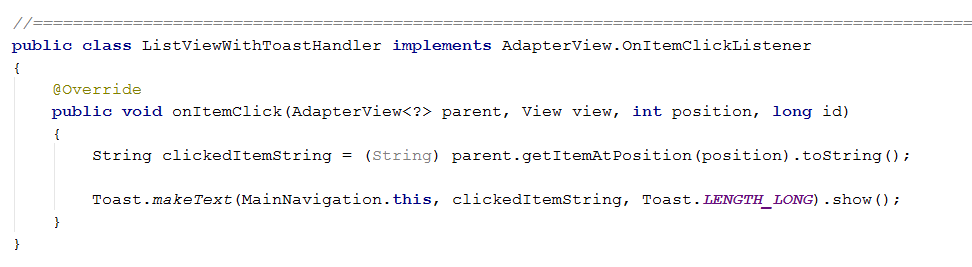 //==============================================================================================
public class ListViewWithToastHandler implements AdapterView.OnItemClickListener
{
@Override
public void onItemClick(AdapterView<?> parent, View view, int position, long id)
{
String clickedItemString = (String) parent.getItemAtPosition(position).toString();
Toast.makeText(MainNavigation.this, clickedItemString, Toast.LENGTH_LONG).show();
}
}